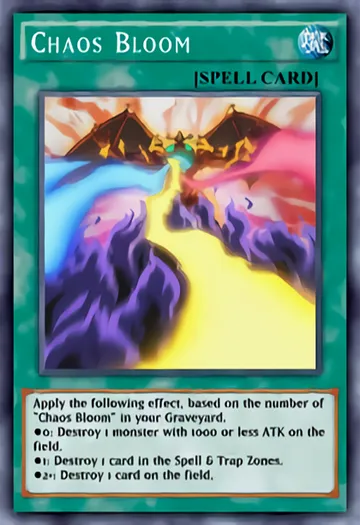 CHAOS BLOOM
[SPELL CARD]
Apply the following effect, based on the number of
"Chaos Bloom" in your Graveyard.
●0: Destroy 1 monster with 1000 or less ATK on the
field.
●1: Destroy 1 card in the Spell & Trap Zones.
●2+: Destroy 1 card on the field.